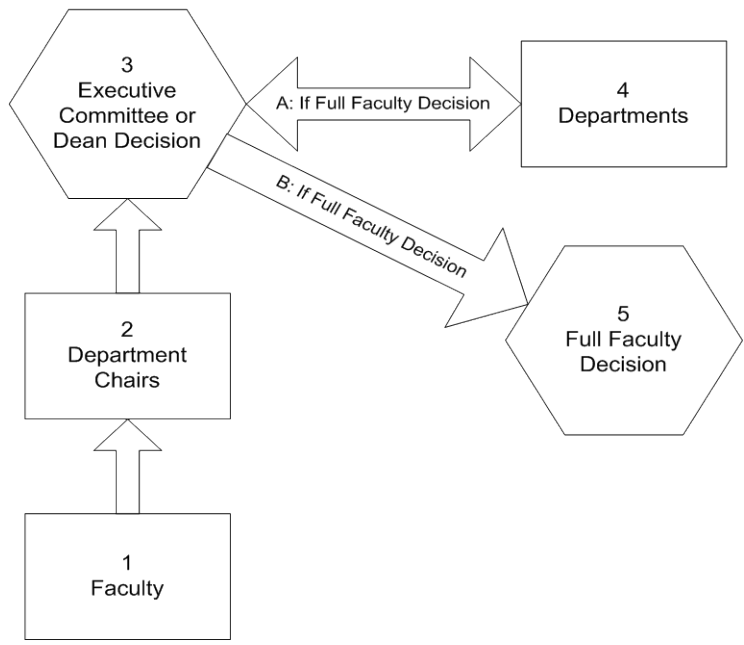 3
Executive
Committee or
Dean Decision
A: If Full Faculty Decision
4
Departments
B: If Full Faculty Decision
5
Full Faculty
Decision
2
Department
Chairs
1
Faculty